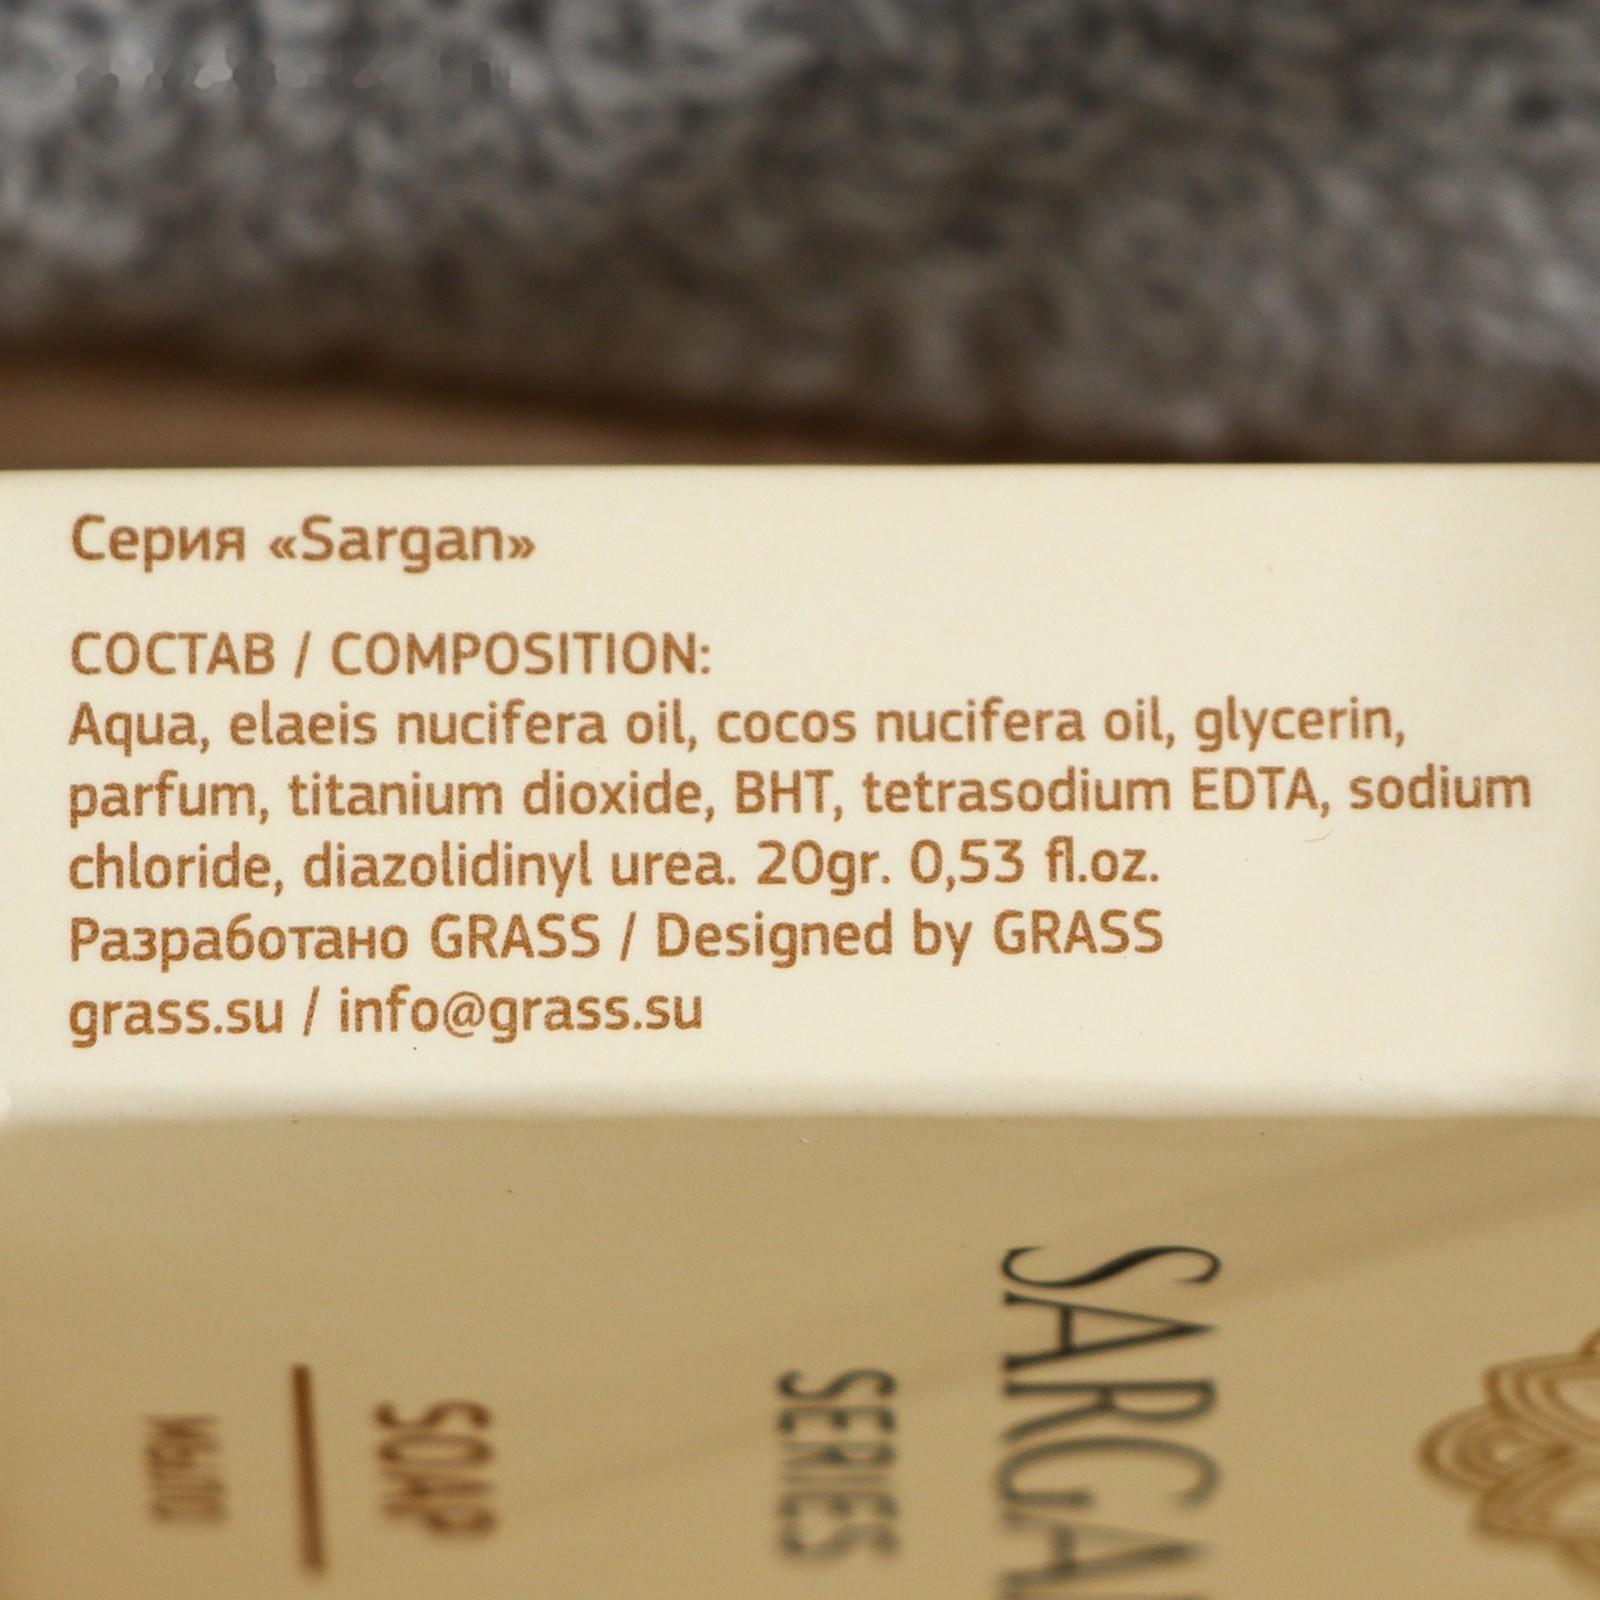 Серия «Sargan»
СОСТАВ / COMPOSITION:
Aqua, elaeis nucifera oil, cocos nucifera oil, glycerin,
parfum, titanium dioxide, BHT, tetrasodium EDTA, sodium
chloride, diazolidinyl urea. 20gr. 0,53 fl.oz.
Разработано GRASS / Designed by GRASS
grass.su / info@grass.su
SARGAN
SERIES
SOAP
МЫЛО